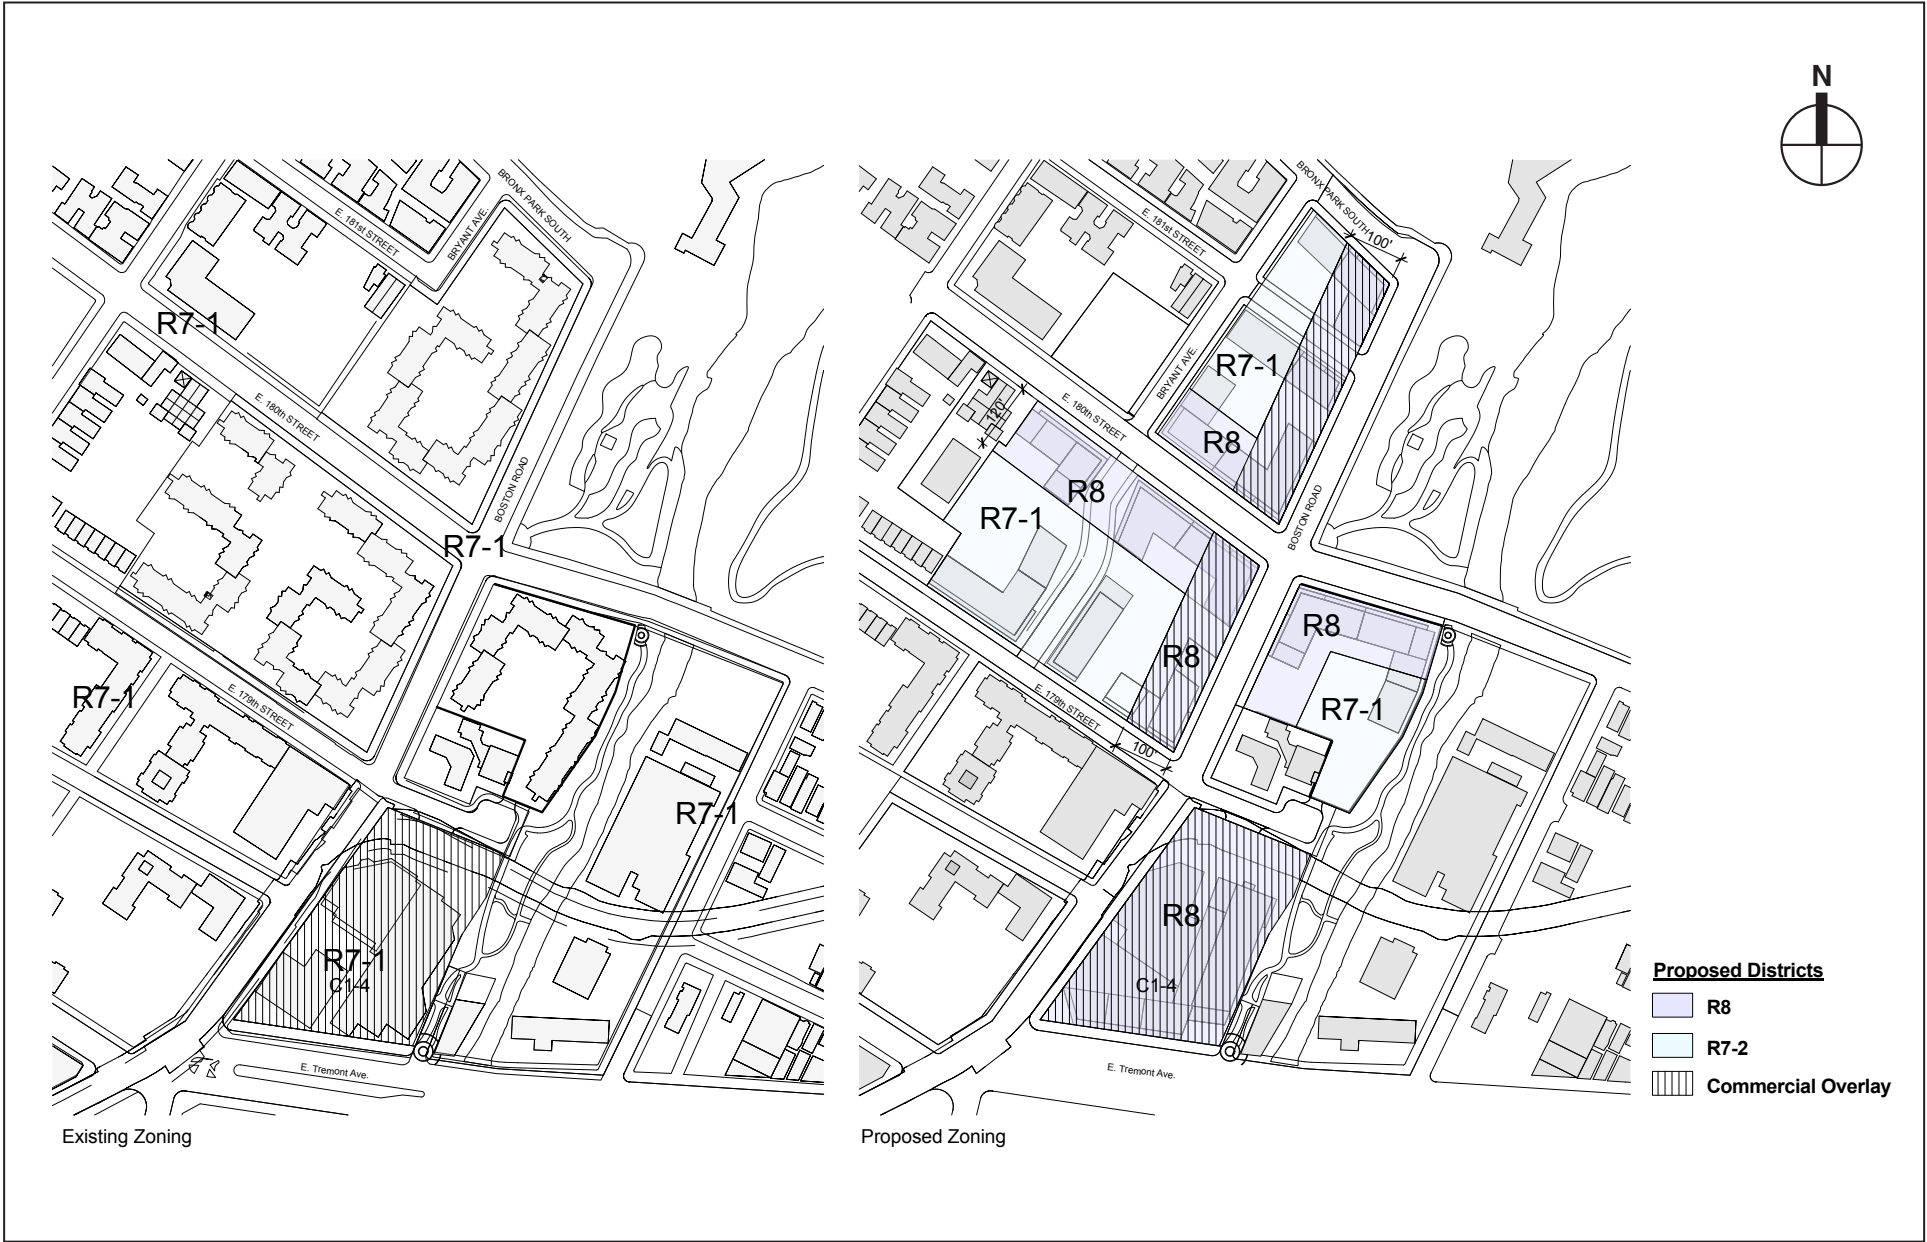 N
BRONX PARK SOUTH
E. 181st STREET
BRYANT AVE.
R7-1
E. 180th STREET
BOSTON ROAD
R7-1
R7-1
E. 179th STREET
R7-1
R7-1
C1-4
E. Tremont Ave.
Existing Zoning
BRONX PARK SOUTH
E. 181st STREET
100'
BRYANT AVE.
R7-1
120'
E. 180th STREET
R8
R8
R7-1
BOSTON ROAD
R8
R8
R7-1
E. 179th STREET
100'
R8
C1-4
E. Tremont Ave.
Proposed Zoning
Proposed Districts
R8
R7-2
Commercial Overlay